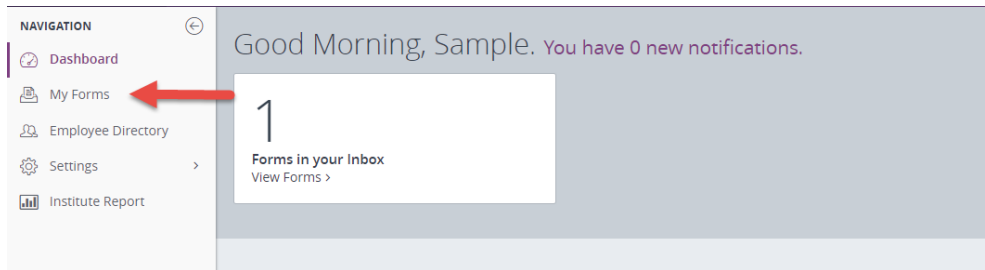 NAVIGATION
Dashboard
My Forms
Employee Directory
Settings
Institute Report
Good Morning, Sample. You have 0 new notifications.
1
Forms in your Inbox
View Forms >